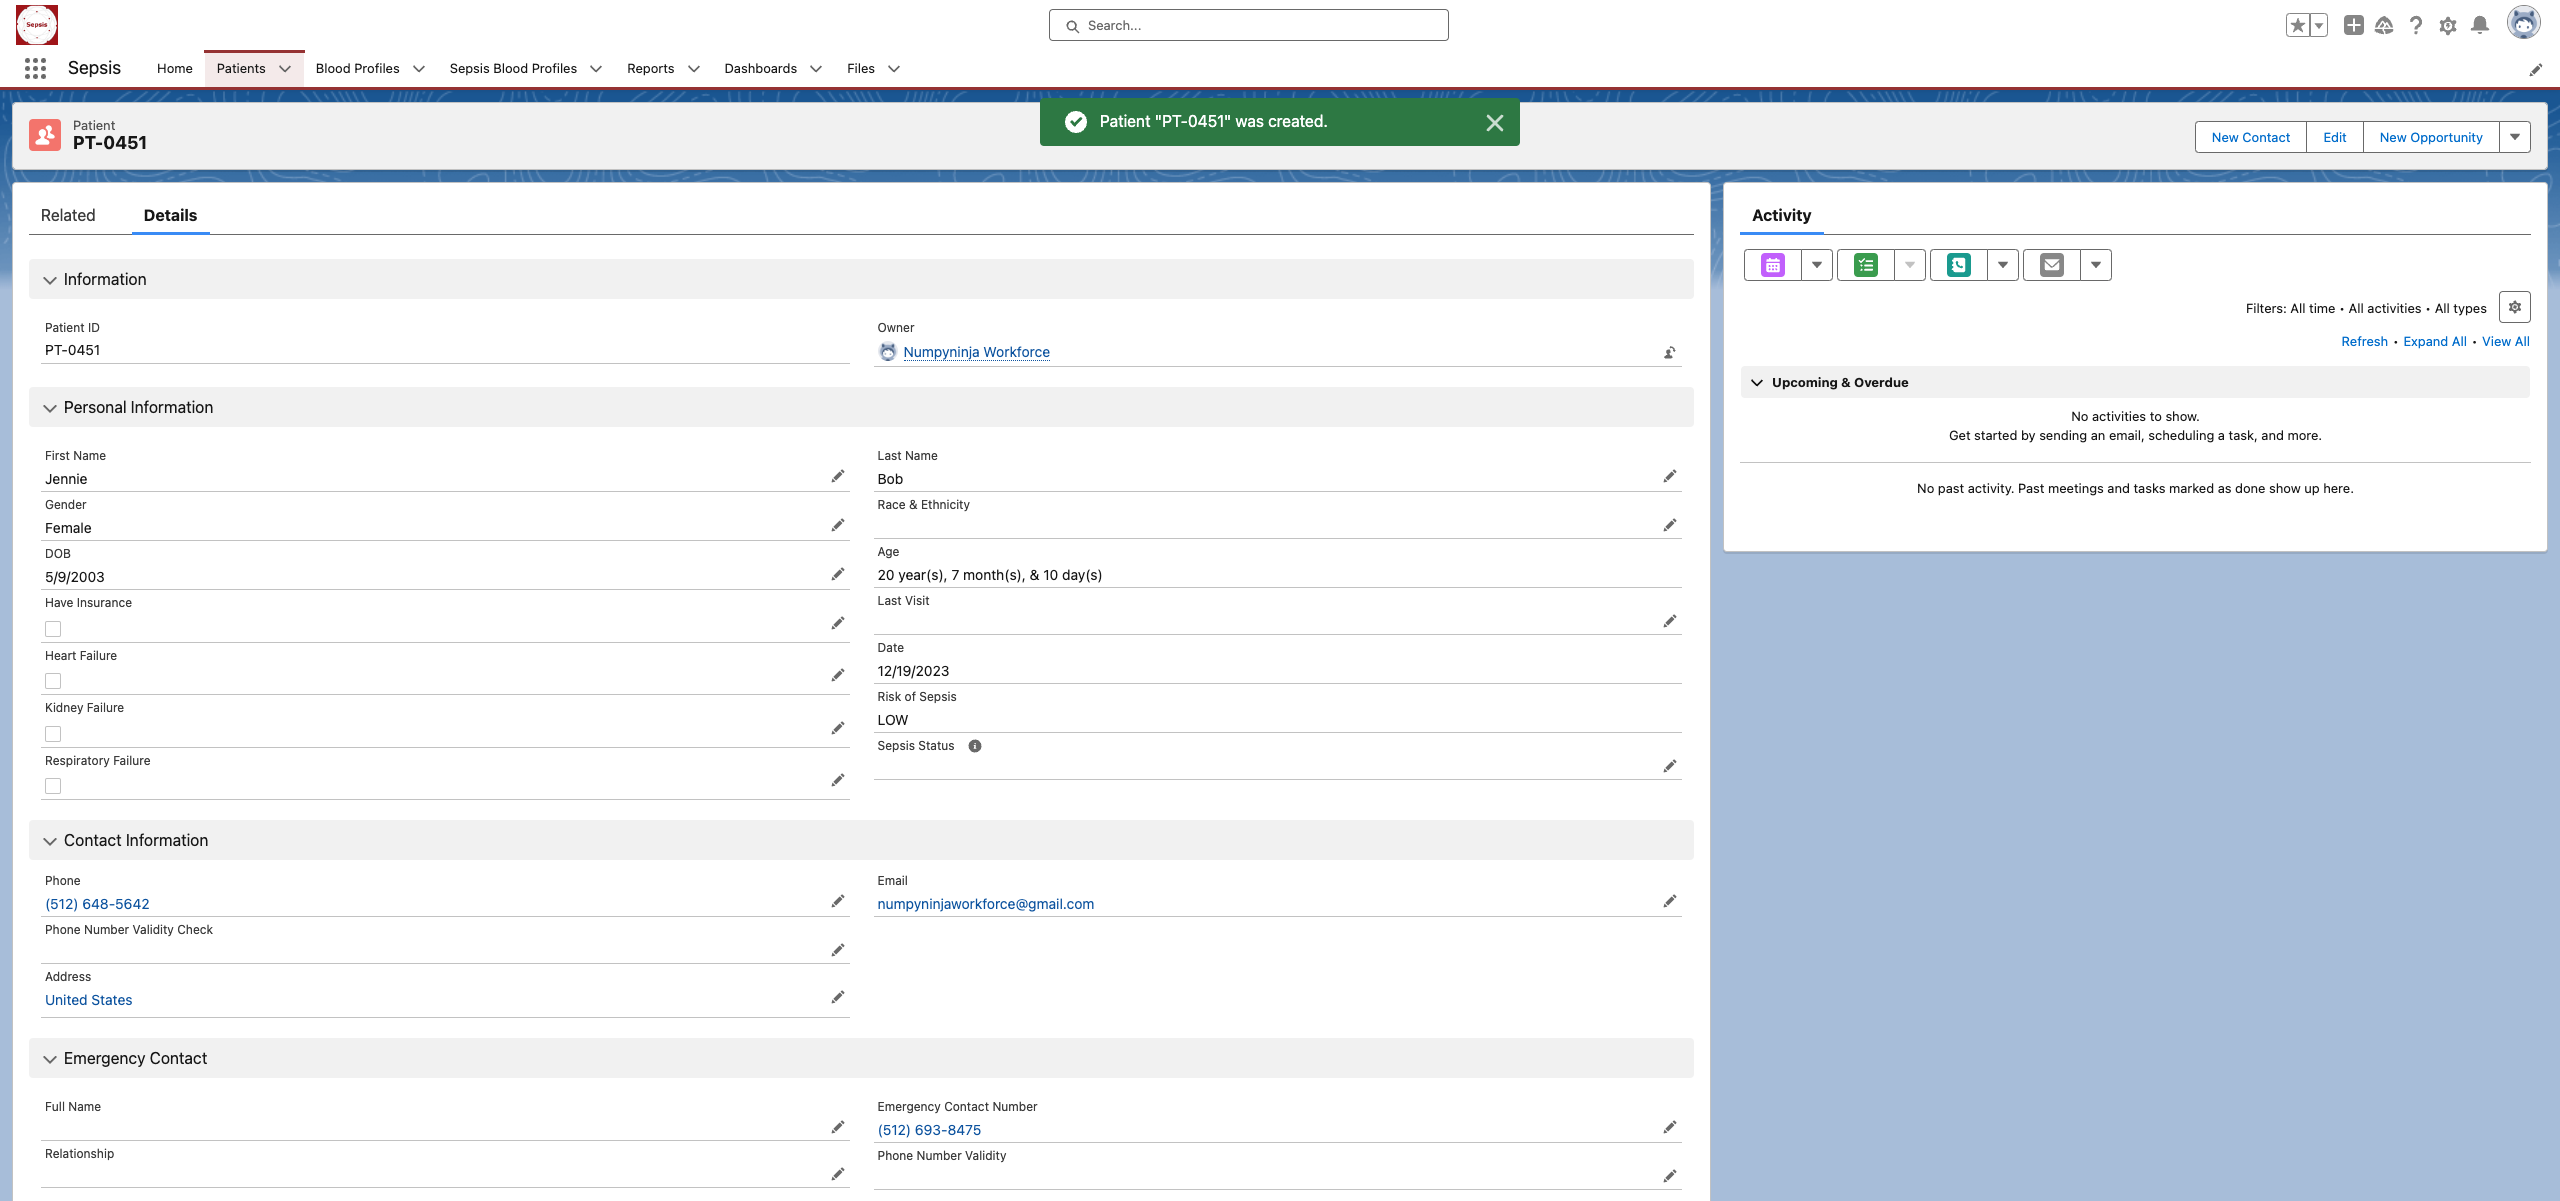 Sepsis
Search...
Sepsis
Home
Patients
Blood Profiles
Sepsis Blood Profiles
Reports
Dashboards
Files
Patient "PT-0451" was created.
Patient
PT-0451
New Contact
Edit
New Opportunity
Related
Details
Information
Patient ID
PT-0451
Owner
Numpyninja Workforce
Personal Information
First Name
Jennie
Last Name
Bob
Gender
Female
Race & Ethnicity
DOB
5/9/2003
Age
20 year(s), 7 month(s), & 10 day(s)
Have Insurance
Last Visit
Heart Failure
Date
12/19/2023
Kidney Failure
Risk of Sepsis
LOW
Respiratory Failure
Sepsis Status
Contact Information
Phone
(512) 648-5642
Email
numpyninjaworkforce@gmail.com
Phone Number Validity Check
Address
United States
Emergency Contact
Full Name
Emergency Contact Number
(512) 693-8475
Relationship
Phone Number Validity
Activity
Filters: All time • All activities • All types
Refresh • Expand All • View All
Upcoming & Overdue
No activities to show.
Get started by sending an email, scheduling a task, and more.
No past activity. Past meetings and tasks marked as done show up here.